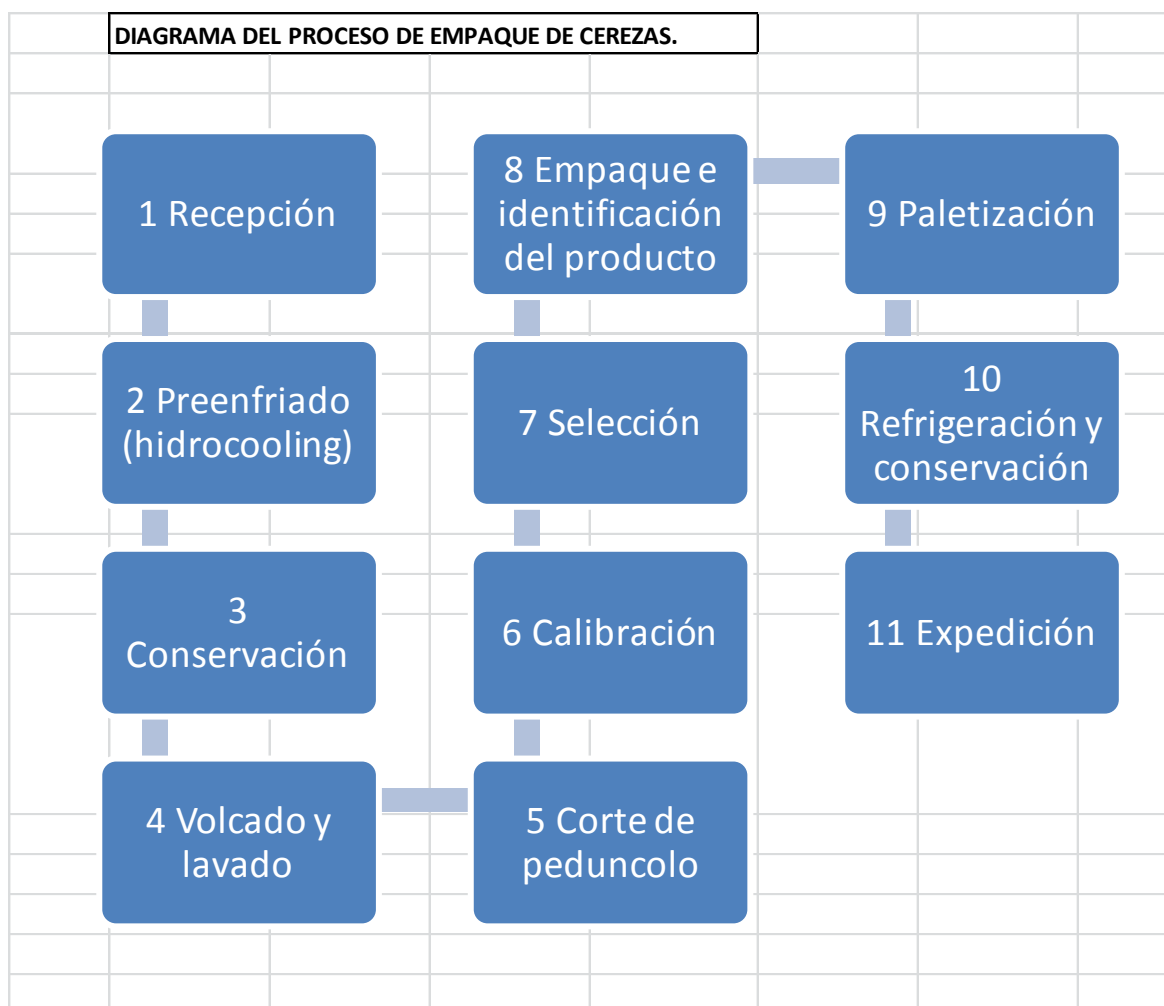 DIAGRAMA DEL PROCESO DE EMPAQUE DE CEREZAS.
1 Recepción
2 Preenfriado
(hidrocooling)
3
Conservación
4 Volcado y
lavado
5 Corte de
peduncolo
6 Calibración
7 Selección
8 Empaque e
identificación
del producto
9 Paletización
10
Refrigeración y
conservación
11 Expedición